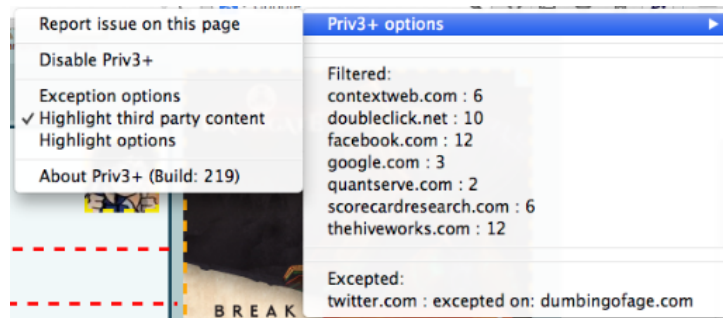 Report issue on this page
Disable Priv3+
Exception options
✓ Highlight third party content
Highlight options
About Priv3+ (Build: 219)
Priv3+ options
Filtered:
contextweb.com : 6
doubleclick.net : 10
facebook.com : 12
google.com : 3
quantserve.com : 2
scorecardresearch.com : 6
thehiveworks.com : 12
Excepted:
twitter.com : excepted on: dumbingofage.com
BREAK